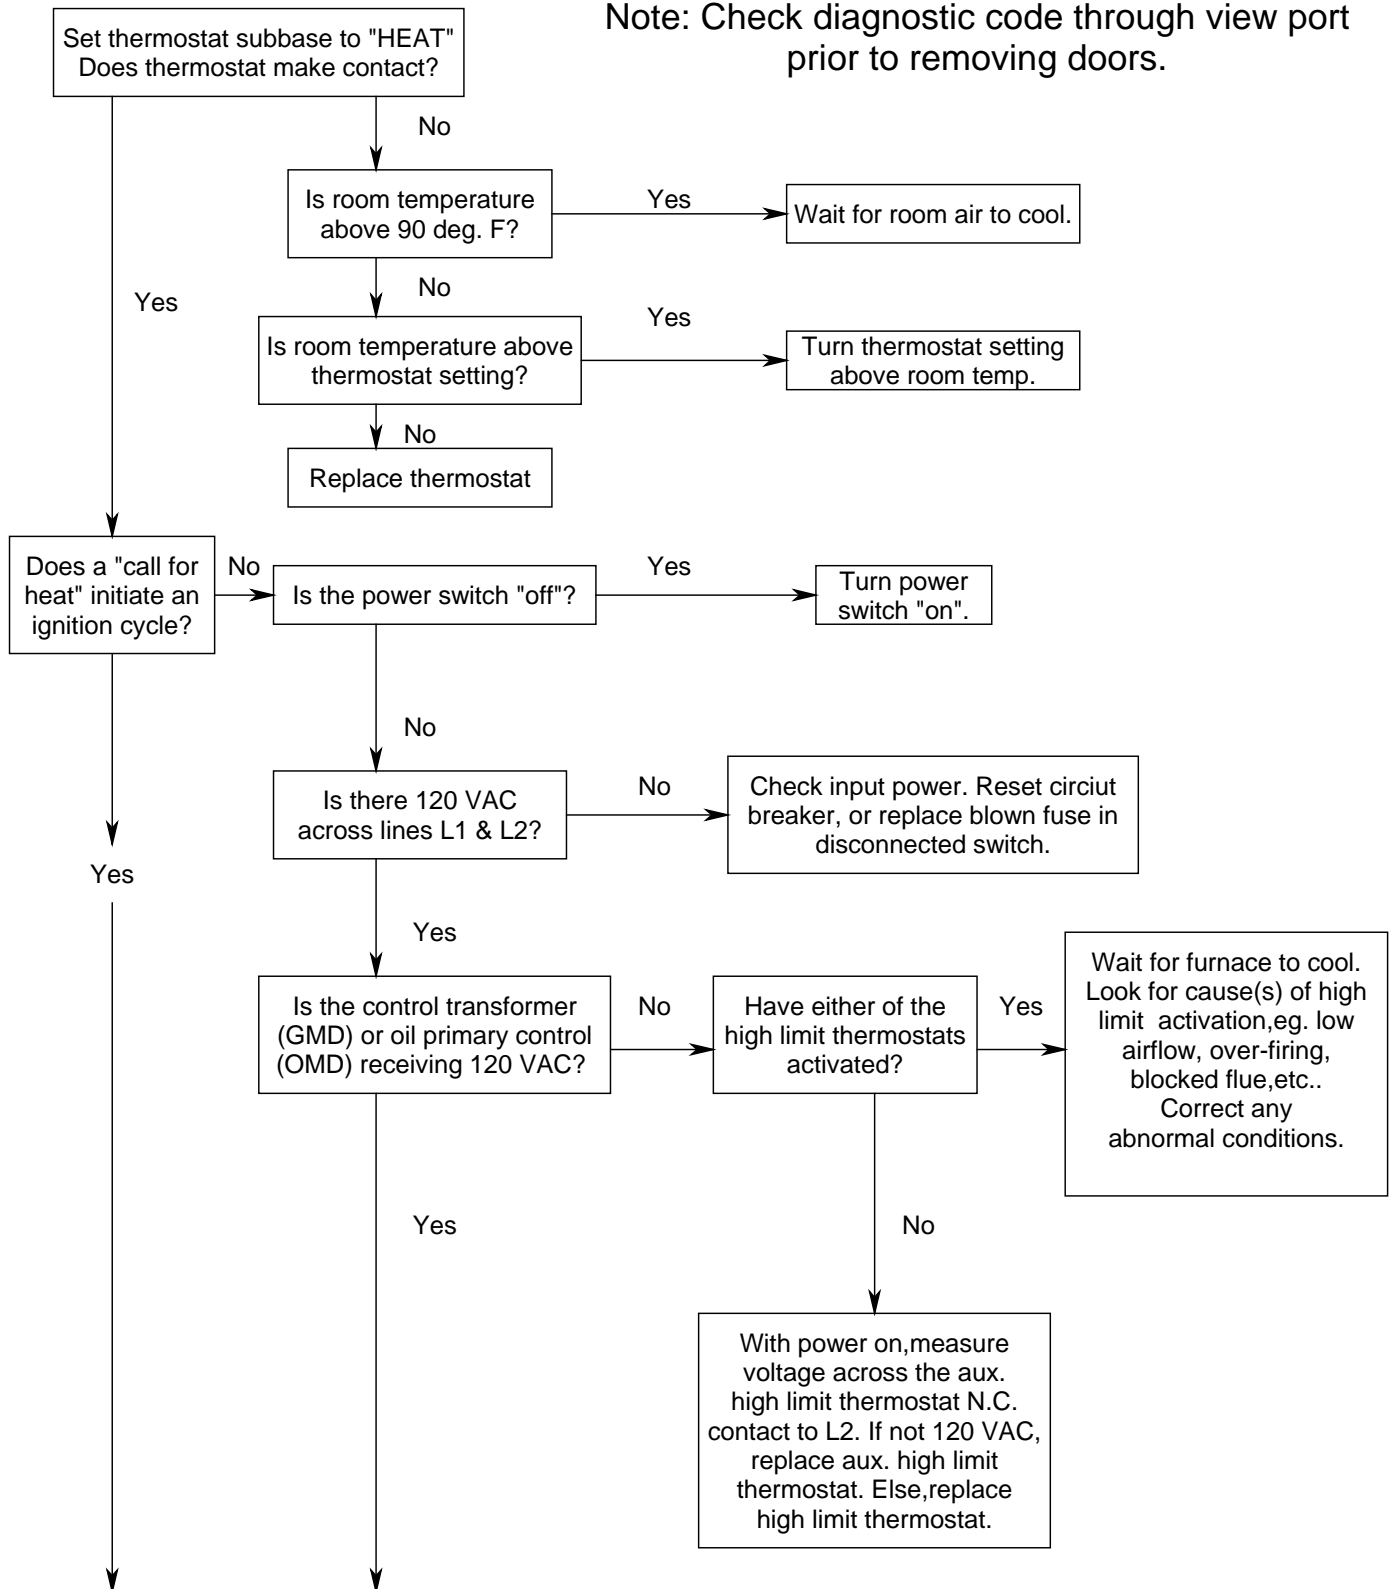 Note: Check diagnostic code through view port
prior to removing doors.
Set thermostat subbase to "HEAT"
Does thermostat make contact?
No
Is room temperature
above 90 deg. F?
Yes
Wait for room air to cool.
Yes
No
Is room temperature above
thermostat setting?
Yes
Turn thermostat setting
above room temp.
No
Replace thermostat
Does a "call for
heat" initiate an
ignition cycle?
No
Is the power switch "off"?
Yes
Turn power
switch "on".
No
Is there 120 VAC
across lines L1 & L2?
No
Check input power. Reset circiut
breaker, or replace blown fuse in
disconnected switch.
Yes
Yes
Is the control transformer
(GMD) or oil primary control
(OMD) receiving 120 VAC?
No
Have either of the
high limit thermostats
activated?
Yes
Wait for furnace to cool.
Look for cause(s) of high
limit  activation,eg. low
airflow, over-firing,
blocked flue,etc..
Correct any
abnormal conditions.
Yes
No
With power on,measure
voltage across the aux.
high limit thermostat N.C.
contact to L2. If not 120 VAC,
replace aux. high limit
thermostat. Else,replace
high limit thermostat.